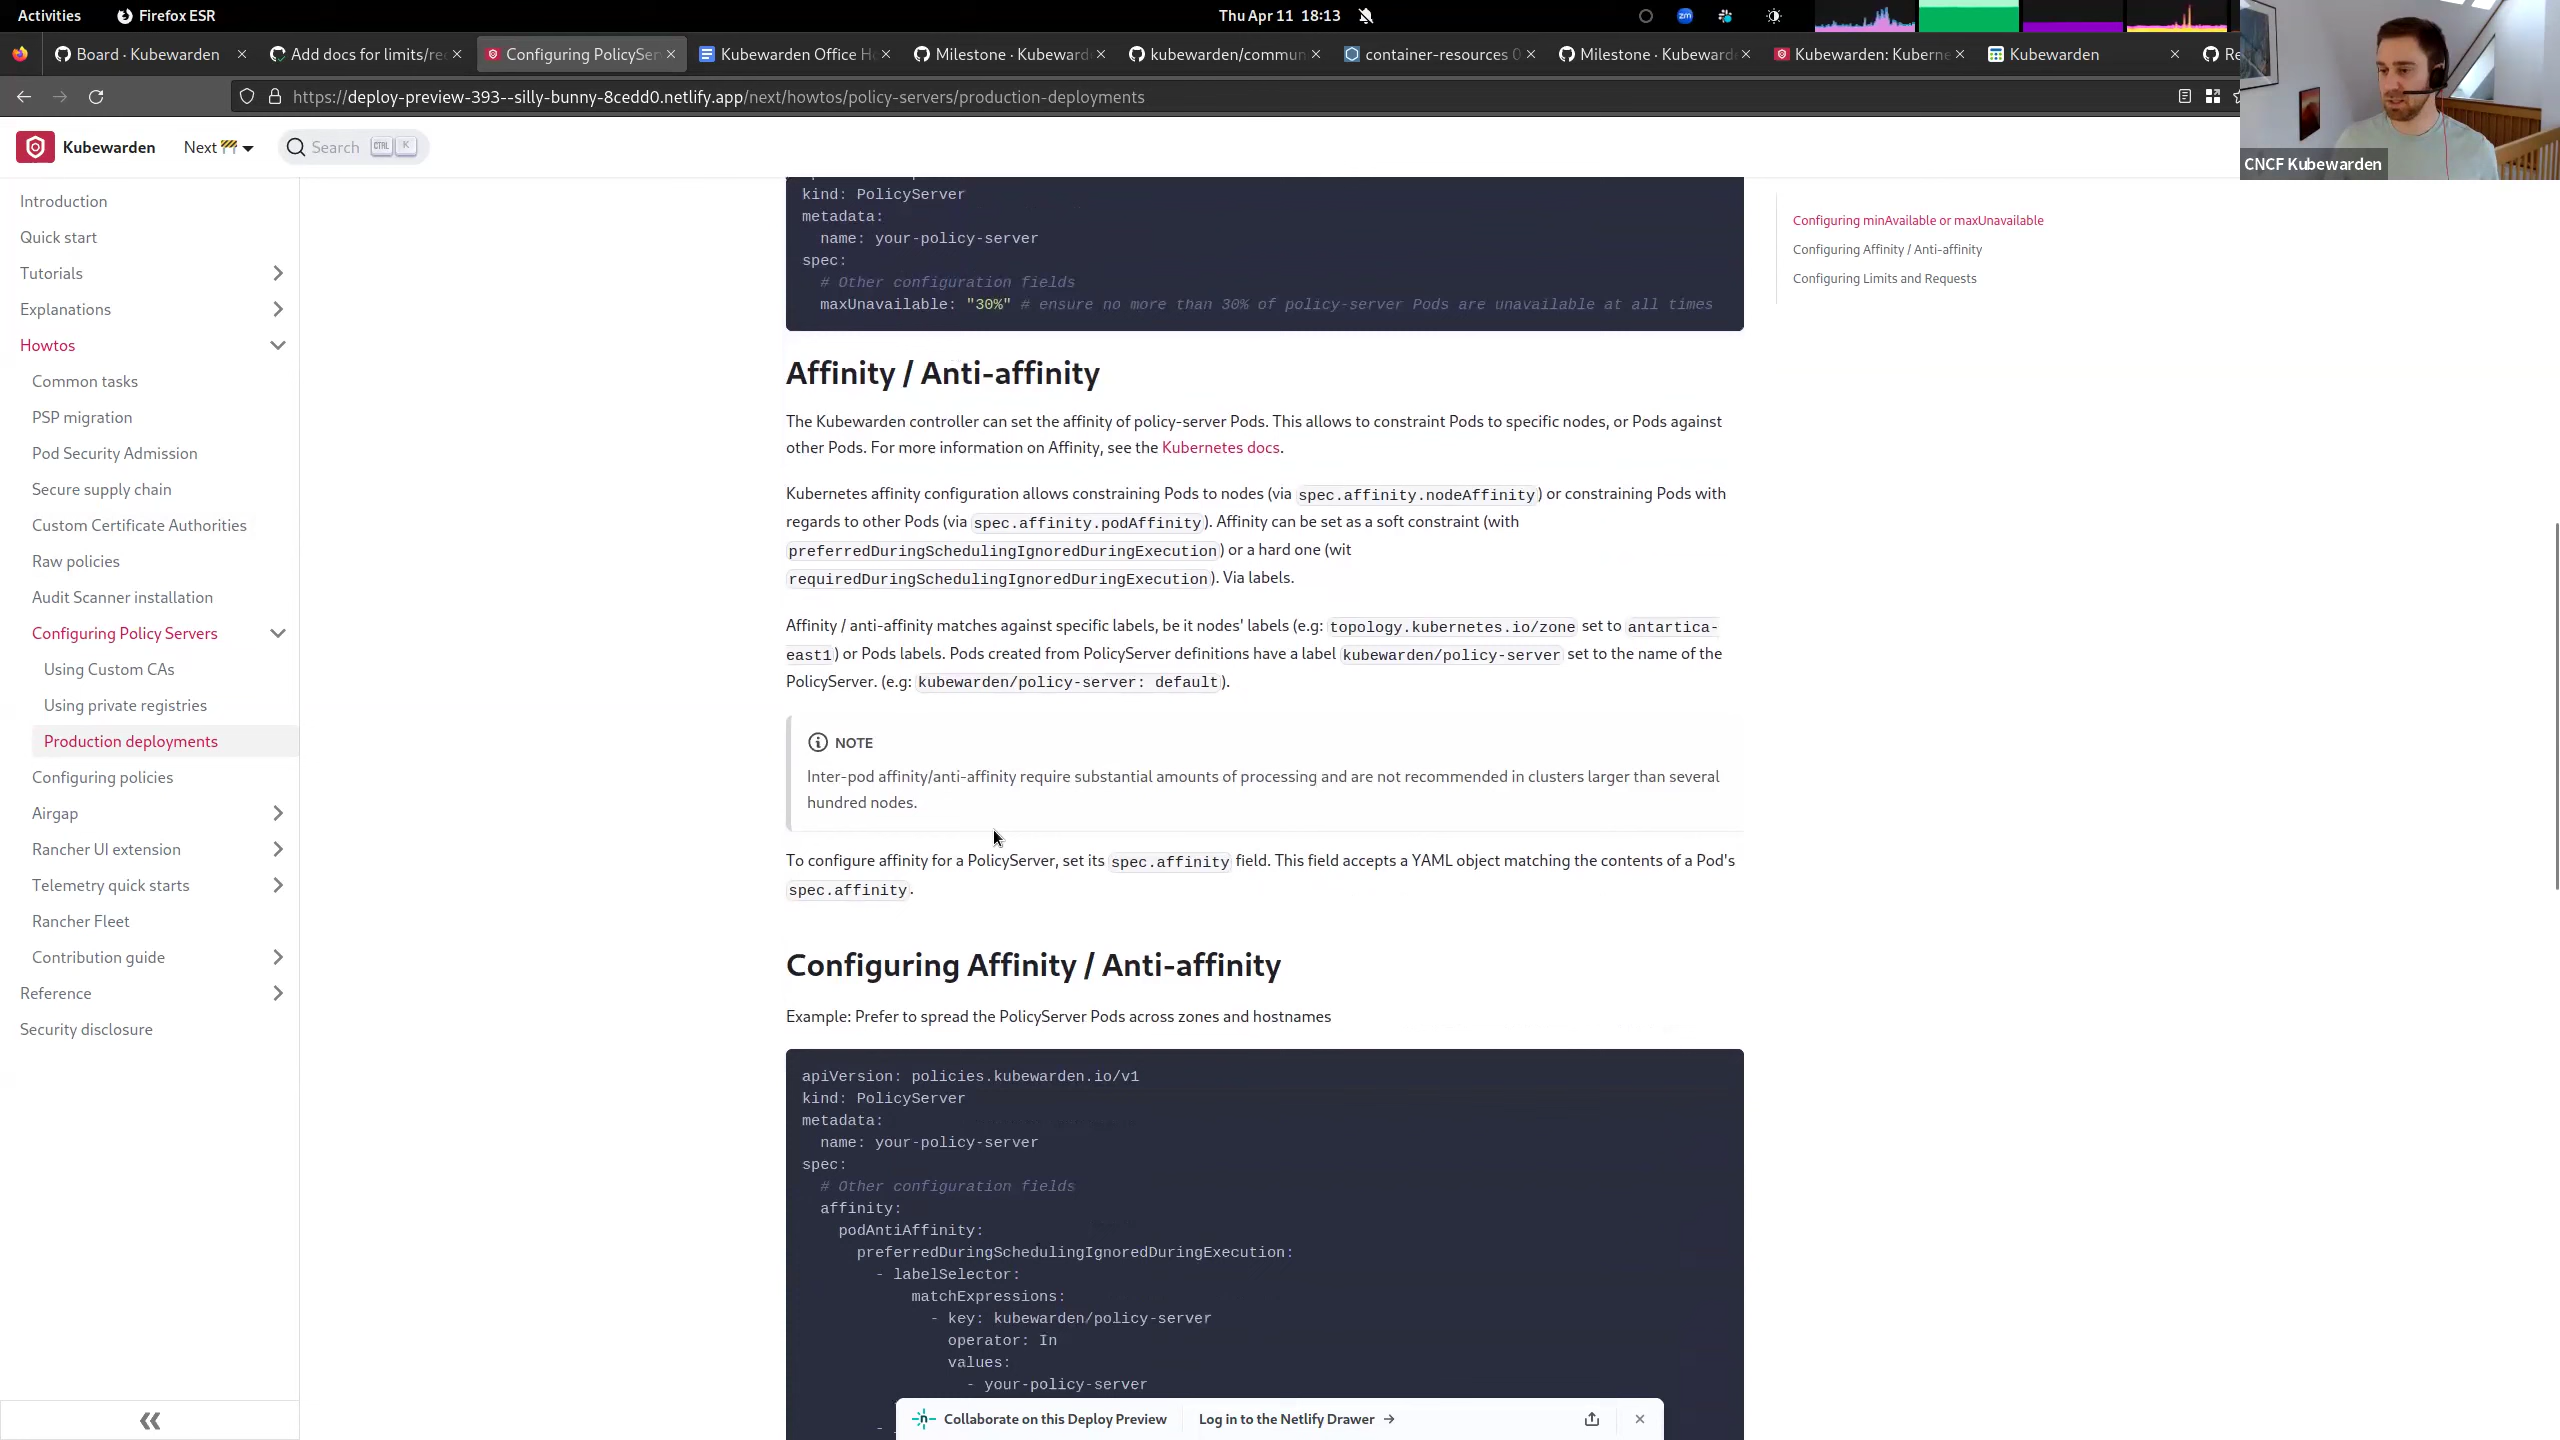 Activities
Firefox ESR
Thu Apr 11 18:13
zm
Board · Kubewarden
Add docs for limits/re
Configuring PolicySer
Kubewarden Office H
Milestone · Kubeward
kubewarden/commun
container-resources 0
Milestone · Kubeward
Kubewarden: Kuberne
Kubewarden
Re
https://deploy-preview-393--silly-bunny-8cedd0.netlify.app/next/howtos/policy-servers/production-deployments
CNCF Kubewarden
Kubewarden
Next 🚧
Search CTRL K
Introduction
Quick start
Tutorials
Explanations
Howtos
Common tasks
PSP migration
Pod Security Admission
Secure supply chain
Custom Certificate Authorities
Raw policies
Audit Scanner installation
Configuring Policy Servers
Using Custom CAs
Using private registries
Production deployments
Configuring policies
Airgap
Rancher UI extension
Telemetry quick starts
Rancher Fleet
Contribution guide
Reference
Security disclosure
kind: PolicyServer
metadata:
name: your-policy-server
spec:
# Other configuration fields
maxUnavailable: "30%" # ensure no more than 30% of policy-server Pods are unavailable at all times
Affinity / Anti-affinity
The Kubewarden controller can set the affinity of policy-server Pods. This allows to constraint Pods to specific nodes, or Pods against
other Pods. For more information on Affinity, see the Kubernetes docs.
Kubernetes affinity configuration allows constraining Pods to nodes (via spec.affinity.nodeAffinity) or constraining Pods with
regards to other Pods (via spec.affinity.podAffinity). Affinity can be set as a soft constraint (with
preferredDuringSchedulingIgnoredDuringExecution) or a hard one (wit
requiredDuringSchedulingIgnoredDuringExecution). Via labels.
Affinity / anti-affinity matches against specific labels, be it nodes' labels (e.g: topology.kubernetes.io/zone set to antartica-
east1) or Pods labels. Pods created from PolicyServer definitions have a label kubewarden/policy-server set to the name of the
PolicyServer. (e.g: kubewarden/policy-server: default).
NOTE
Inter-pod affinity/anti-affinity require substantial amounts of processing and are not recommended in clusters larger than several
hundred nodes.
To configure affinity for a PolicyServer, set its spec.affinity field. This field accepts a YAML object matching the contents of a Pod's
spec.affinity.
Configuring Affinity / Anti-affinity
Example: Prefer to spread the PolicyServer Pods across zones and hostnames
apiVersion: policies.kubewarden.io/v1
kind: PolicyServer
metadata:
name: your-policy-server
spec:
# Other configuration fields
affinity:
podAntiAffinity:
preferredDuringSchedulingIgnoredDuringExecution:
- labelSelector:
matchExpressions:
- key: kubewarden/policy-server
operator: In
values:
- your-policy-server
Collaborate on this Deploy Preview
Log in to the Netlify Drawer →
Configuring minAvailable or maxUnavailable
Configuring Affinity / Anti-affinity
Configuring Limits and Requests